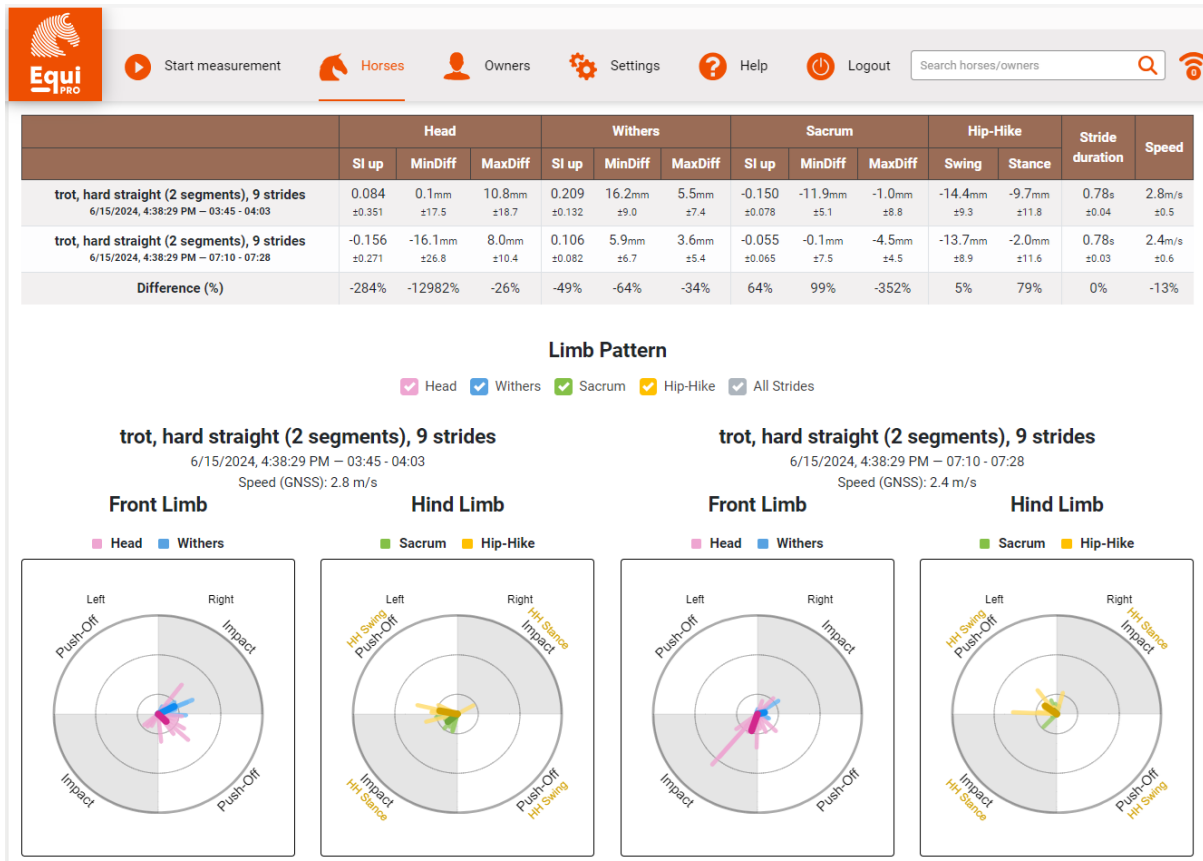 Equi
PRO
Start measurement Horses Owners Settings Help Logout Search horses/owners 0
Head Withers Sacrum Hip-Hike Stride duration Speed
SI up MinDiff MaxDiff SI up MinDiff MaxDiff SI up MinDiff MaxDiff Swing Stance
trot, hard straight (2 segments), 9 strides 0.084 0.1mm 10.8mm 0.209 16.2mm 5.5mm -0.150 -11.9mm -1.0mm -14.4mm -9.7mm 0.78s 2.8m/s
6/15/2024, 4:38:29 PM — 03:45 - 04:03 ±0.351 ±17.5 ±18.7 ±0.132 ±9.0 ±7.4 ±0.078 ±5.1 ±8.8 ±9.3 ±11.8 ±0.04 ±0.5
trot, hard straight (2 segments), 9 strides -0.156 -16.1mm 8.0mm 0.106 5.9mm 3.6mm -0.055 -0.1mm -4.5mm -13.7mm -2.0mm 0.78s 2.4m/s
6/15/2024, 4:38:29 PM — 07:10 - 07:28 ±0.271 ±26.8 ±10.4 ±0.082 ±6.7 ±5.4 ±0.065 ±7.5 ±4.5 ±8.9 ±11.6 ±0.03 ±0.6
Difference (%) -284% -12982% -26% -49% -64% -34% 64% 99% -352% 5% 79% 0% -13%
Limb Pattern
Head Withers Sacrum Hip-Hike All Strides
trot, hard straight (2 segments), 9 strides
6/15/2024, 4:38:29 PM — 03:45 - 04:03
Speed (GNSS): 2.8 m/s
Front Limb
Head Withers
Left Right
Push-Off Impact
Impact Push-Off
Hind Limb
Sacrum Hip-Hike
Left Right
HH Swing HH Stance
Push-Off Impact
Impact Push-Off
HH Stance HH Swing
trot, hard straight (2 segments), 9 strides
6/15/2024, 4:38:29 PM — 07:10 - 07:28
Speed (GNSS): 2.4 m/s
Front Limb
Head Withers
Left Right
Push-Off Impact
Impact Push-Off
Hind Limb
Sacrum Hip-Hike
Left Right
HH Swing HH Stance
Push-Off Impact
Impact Push-Off
HH Stance HH Swing